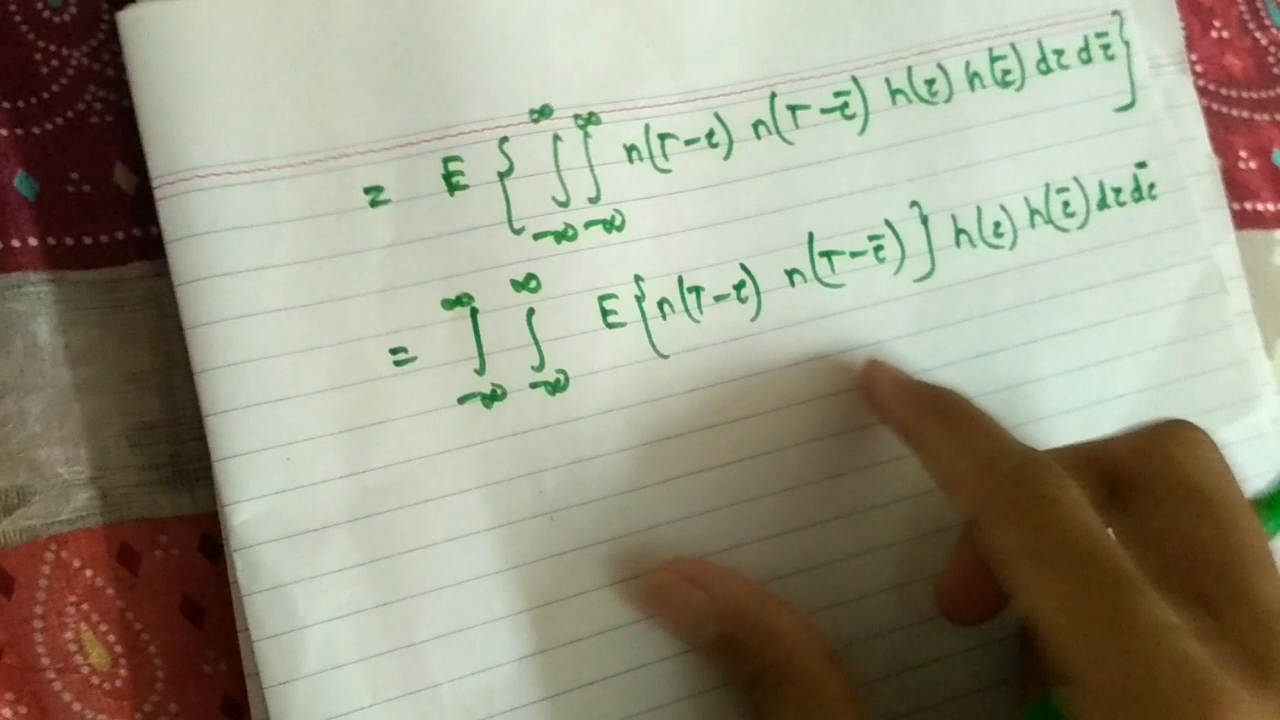 = E { ∫_{-∞}^{∞} ∫_{-∞}^{∞} n(T-τ) n(T-τ̄) h(τ) h(τ̄) dτ dτ̄ }
= ∫_{-∞}^{∞} ∫_{-∞}^{∞} E{n(T-τ) n(T-τ̄)} h(τ) h(τ̄) dτ dτ̄